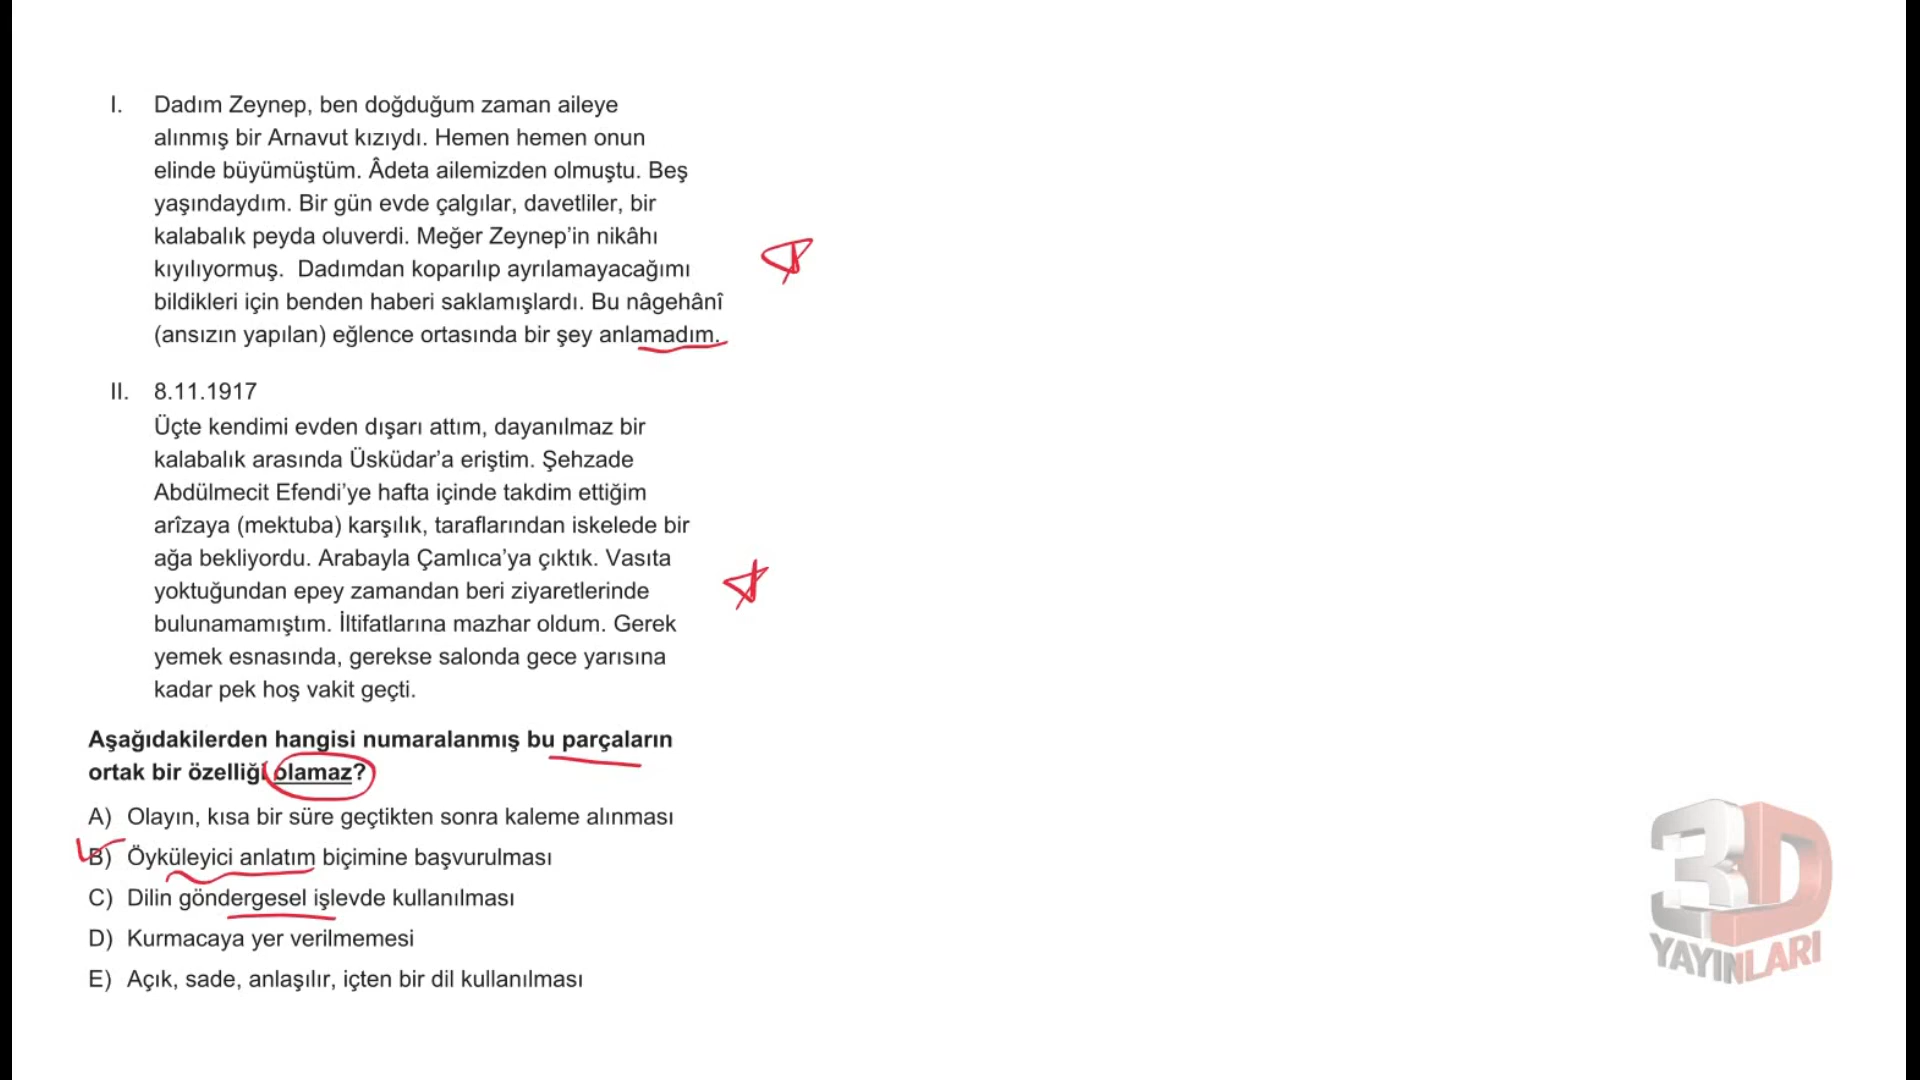 I. Dadım Zeynep, ben doğduğum zaman aileye
alınmış bir Arnavut kızıydı. Hemen hemen onun
elinde büyümüştüm. Âdeta ailemizden olmuştu. Beş
yaşındaydım. Bir gün evde çalgılar, davetliler, bir
kalabalık peyda oluverdi. Meğer Zeynep’in nikâhı
kıyılıyormuş. Dadımdan koparılıp ayrılamayacağımı
bildikleri için benden haberi saklamışlardı. Bu nâgehânî
(ansızın yapılan) eğlence ortasında bir şey anlamadım.
II. 8.11.1917
Üçte kendimi evden dışarı attım, dayanılmaz bir
kalabalık arasında Üsküdar’a eriştim. Şehzade
Abdülmecit Efendi’ye hafta içinde takdim ettiğim
arîzaya (mektuba) karşılık, taraflarından iskelede bir
ağa bekliyordu. Arabayla Çamlıca’ya çıktık. Vasıta
yoktuğundan epey zamandan beri ziyaretlerinde
bulunamamıştım. İltifatlarına mazhar oldum. Gerek
yemek esnasında, gerekse salonda gece yarısına
kadar pek hoş vakit geçti.
Aşağıdakilerden hangisi numaralanmış bu parçaların
ortak bir özelliği olamaz?
A) Olayın, kısa bir süre geçtikten sonra kaleme alınması
B) Öyküleyici anlatım biçimine başvurulması
C) Dilin göndergesel işlevde kullanılması
D) Kurmacaya yer verilmemesi
E) Açık, sade, anlaşılır, içten bir dil kullanılması
3D
YAYINLARI